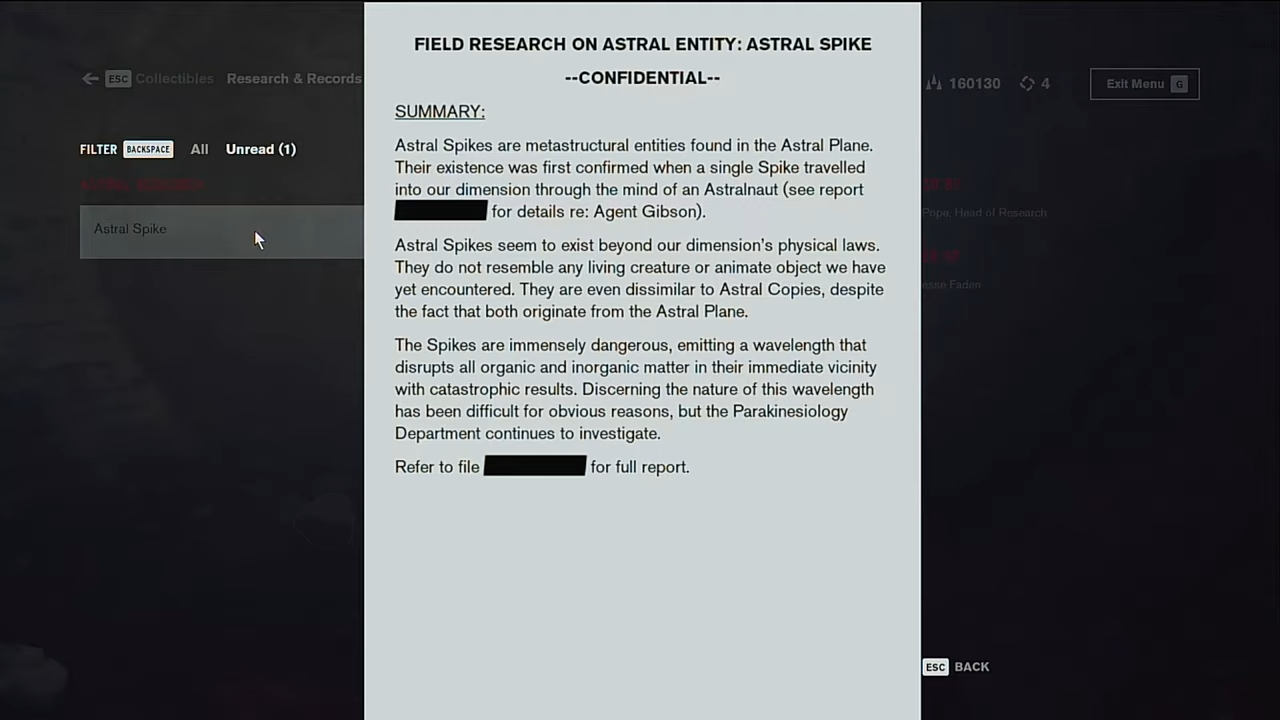 FIELD RESEARCH ON ASTRAL ENTITY: ASTRAL SPIKE
--CONFIDENTIAL--
ESC Collectibles Research & Records
160130 4
Exit Menu G
FILTER BACKSPACE All Unread (1)
Astral Spike
SUMMARY:
Astral Spikes are metastructural entities found in the Astral Plane.
Their existence was first confirmed when a single Spike travelled
into our dimension through the mind of an Astralnaut (see report
for details re: Agent Gibson).
Astral Spikes seem to exist beyond our dimension's physical laws.
They do not resemble any living creature or animate object we have
yet encountered. They are even dissimilar to Astral Copies, despite
the fact that both originate from the Astral Plane.
The Spikes are immensely dangerous, emitting a wavelength that
disrupts all organic and inorganic matter in their immediate vicinity
with catastrophic results. Discerning the nature of this wavelength
has been difficult for obvious reasons, but the Parakinesiology
Department continues to investigate.
Refer to file for full report.
Pope, Head of Research
esse Faden
ESC BACK